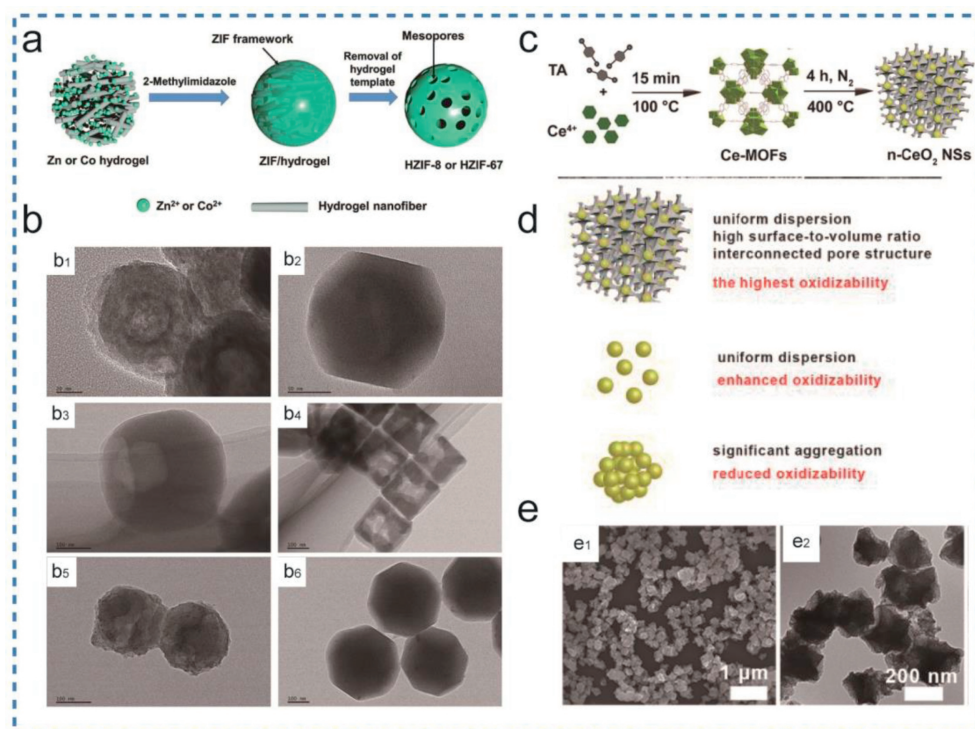 a
ZIF framework
2-Methylimidazole
Removal of
hydrogel
template
Mesopores
Zn or Co hydrogel
ZIF/hydrogel
HZIF-8 or HZIF-67
Zn²⁺ or Co²⁺
Hydrogel nanofiber
b
b₁
b₂
b₃
b₄
b₅
b₆
c
TA
+
Ce⁴⁺
15 min
100 °C
Ce-MOFs
4 h, N₂
400 °C
n-CeO₂ NSs
d
uniform dispersion
high surface-to-volume ratio
interconnected pore structure
the highest oxidizability
uniform dispersion
enhanced oxidizability
significant aggregation
reduced oxidizability
e
e₁
1 μm
e₂
200 nm